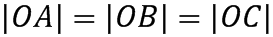 |OA| = |OB| = |OC|